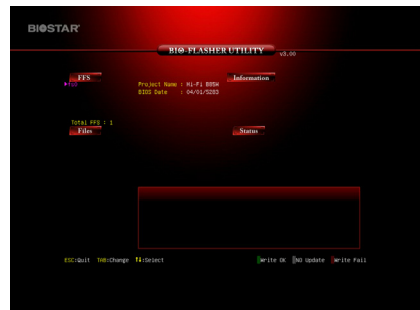 BIOSTAR
BIO-FLASHER UTILITY v3.00
FFS
Information
Project Name : Hi-Fi B85W
BIOS Date : 04/01/5283
Total FFS : 1
Files
Status
ESC:Quit TAB:Change ↑↓:Select
Write OK NO Update Write Fail